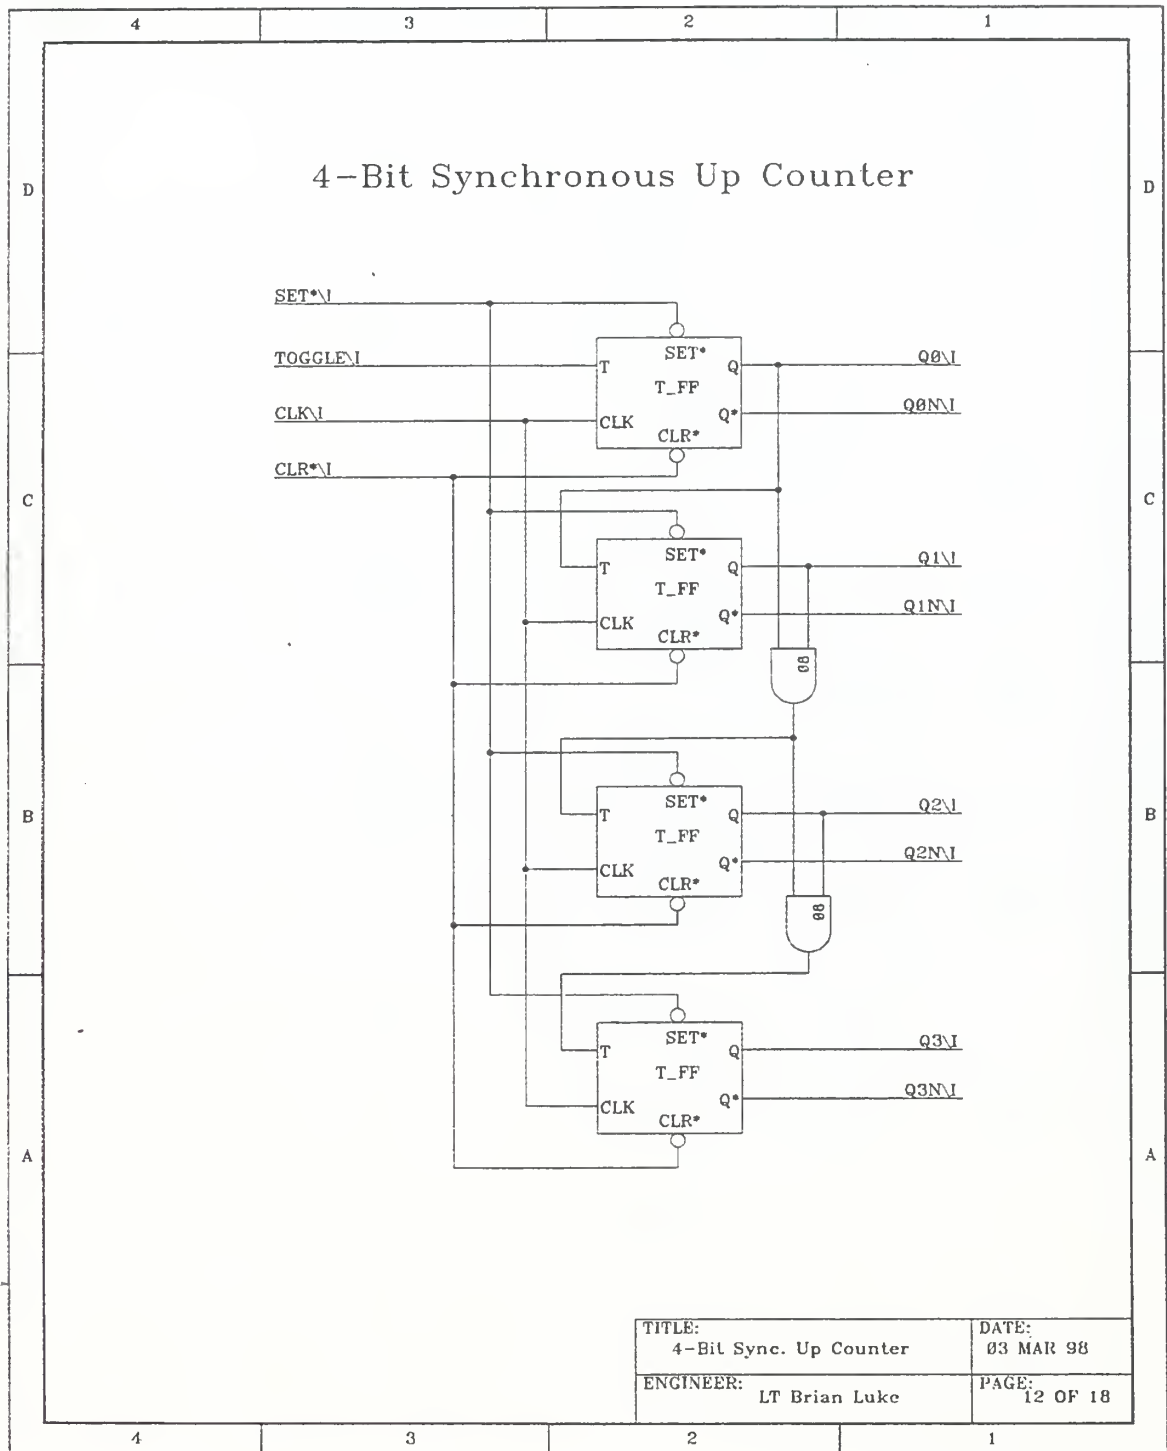 4 3 2 1
4-Bit Synchronous Up Counter
D D
SET*\I
SET*
TOGGLE\I T Q Q0\I
T_FF
CLK\I CLK Q* Q0N\I
CLR*
CLR*\I
C C
SET*
T Q Q1\I
T_FF
CLK Q* Q1N\I
CLR*
08
SET*
B T Q Q2\I B
T_FF
CLK Q* Q2N\I
CLR*
08
SET*
T Q Q3\I
T_FF
CLK Q* Q3N\I
CLR*
A A
TITLE: DATE:
4-Bit Sync. Up Counter 03 MAR 98
ENGINEER: PAGE:
LT Brian Luke 12 OF 18
4 3 2 1